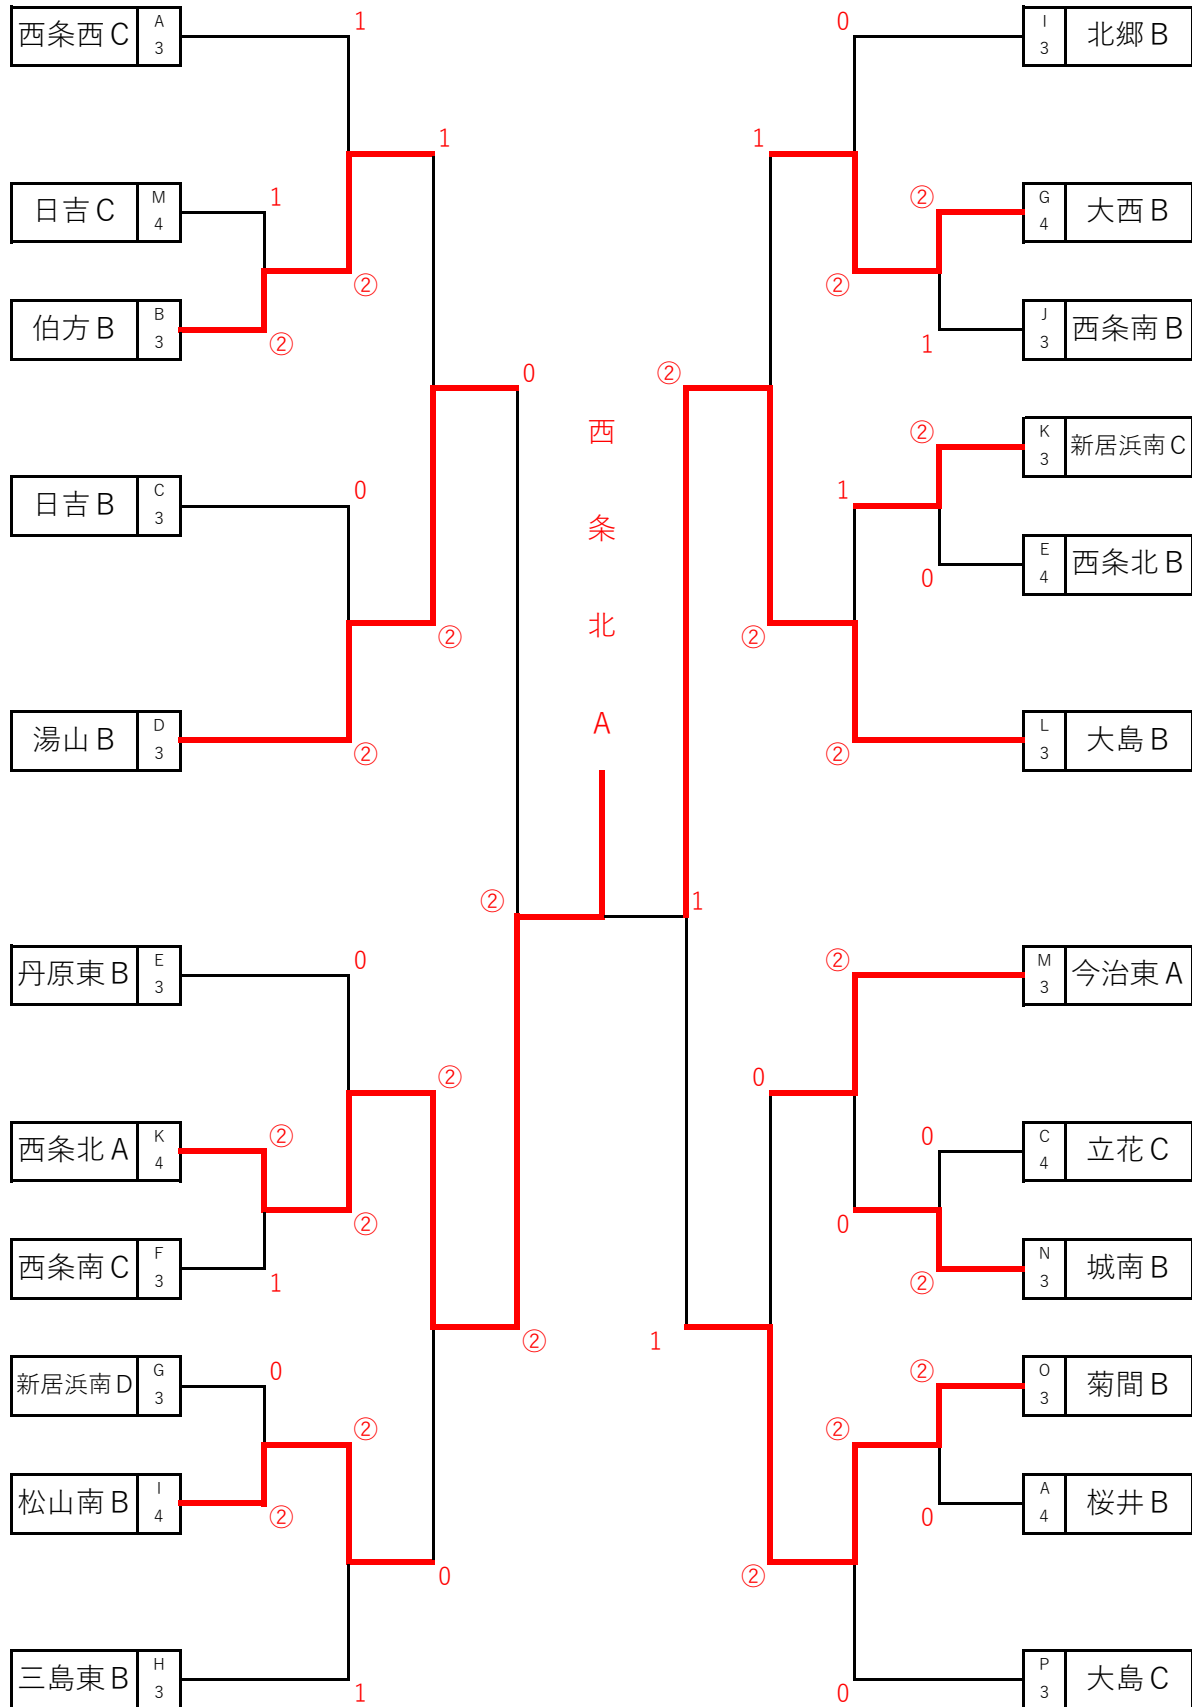 西条西C A 3
1
日吉C M 4
1
1
伯方B B 3
②
②
日吉B C 3
0
0
②
湯山B D 3
②
丹原東B E 3
0
②
西条北A K 4
②
②
西条南C F 3
1
②
新居浜南D G 3
0
②
松山南B I 4
②
0
三島東B H 3
1
西条北A
②
1
0
I 3 北郷B
1
②
G 4 大西B
②
J 3 西条南B
1
②
②
K 3 新居浜南C
1
E 4 西条北B
0
②
L 3 大島B
②
②
M 3 今治東A
0
0
C 4 立花C
0
N 3 城南B
②
1
②
O 3 菊間B
②
A 4 桜井B
0
②
P 3 大島C
0